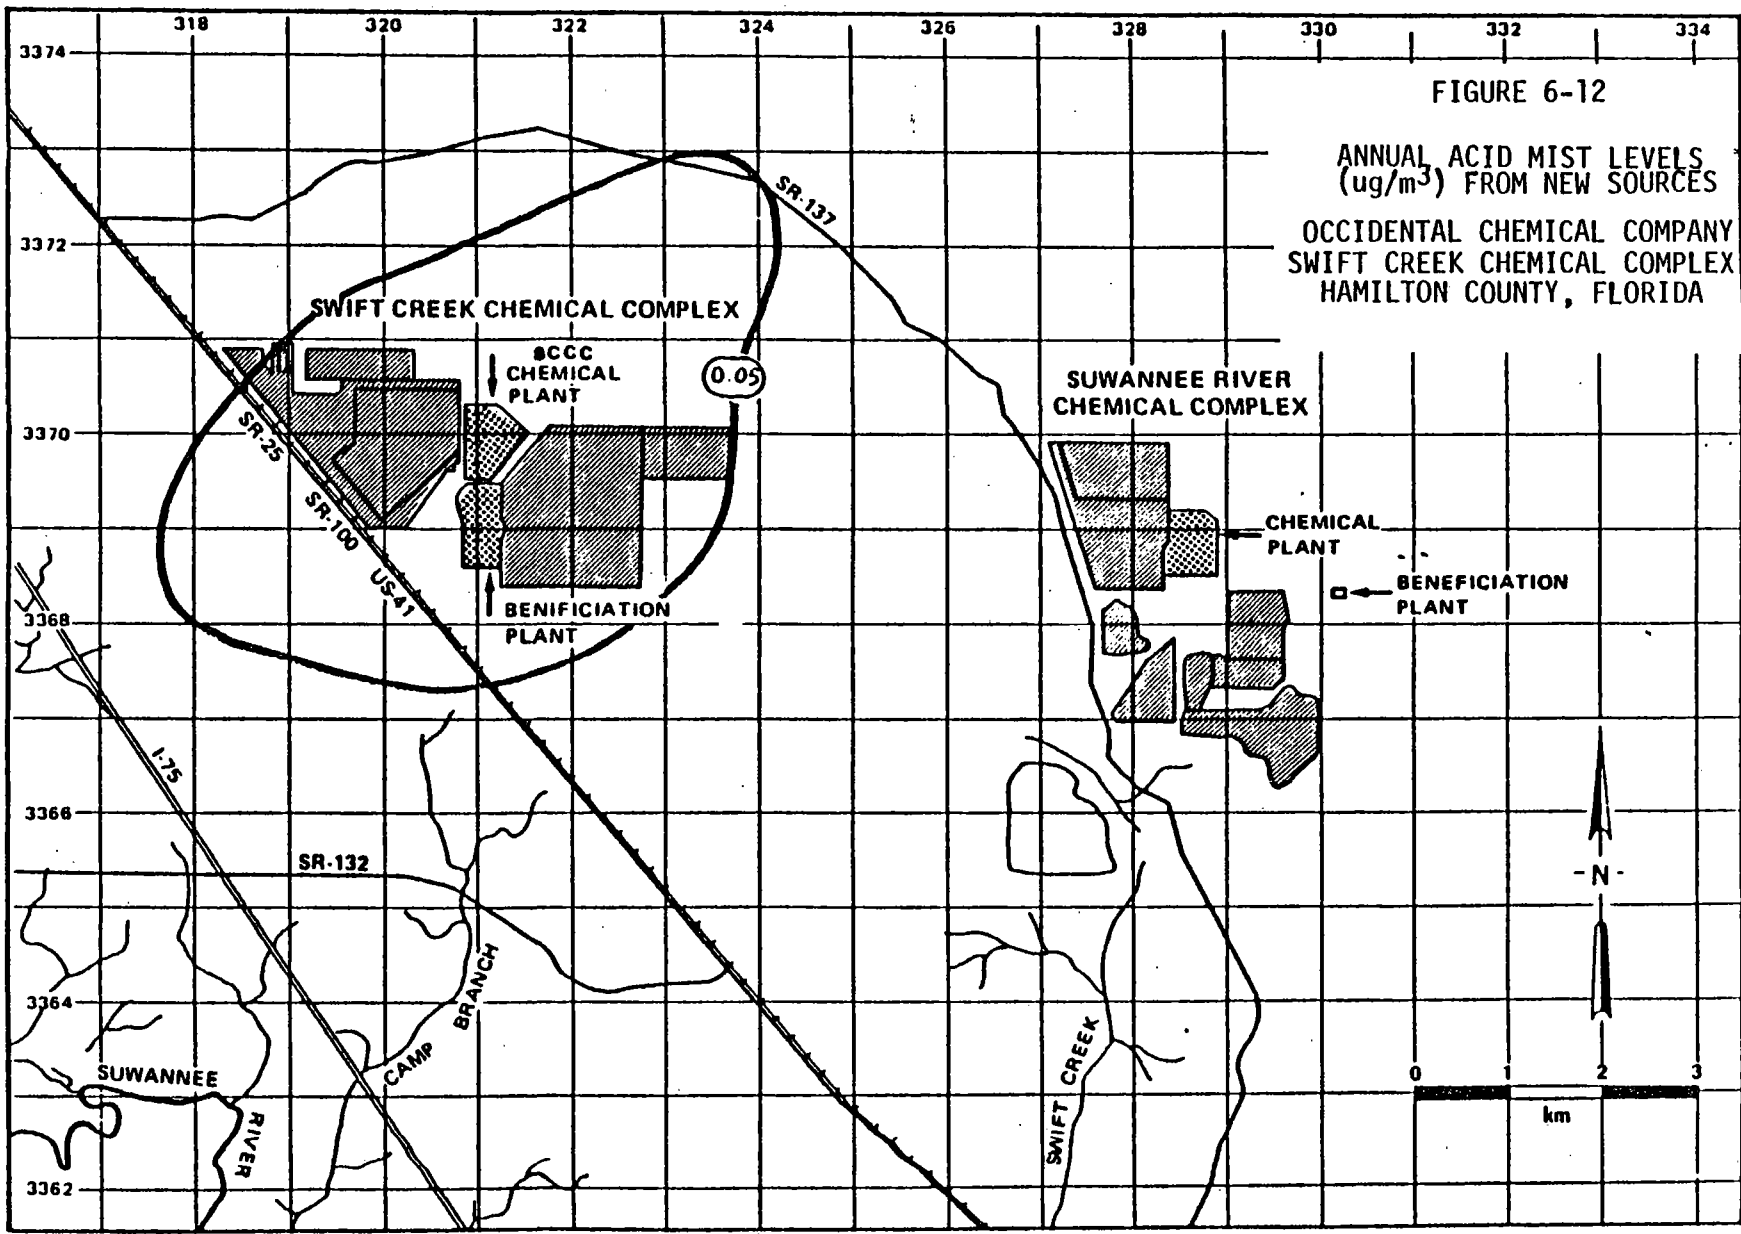 318 320 322 324 326 328 330 332 334
3374
FIGURE 6-12
ANNUAL ACID MIST LEVELS
(ug/m³) FROM NEW SOURCES
OCCIDENTAL CHEMICAL COMPANY
SWIFT CREEK CHEMICAL COMPLEX
HAMILTON COUNTY, FLORIDA
SR-137
3372
SWIFT CREEK CHEMICAL COMPLEX
SCCC
CHEMICAL
PLANT
0.05
SUWANNEE RIVER
CHEMICAL COMPLEX
3370
SR-25
SR-100
US-41
CHEMICAL
PLANT
BENEFICIATION
PLANT
BENIFICIATION
PLANT
3368
I-75
3366
SR-132
-N-
3364
CAMP BRANCH
SWIFT CREEK
SUWANNEE
RIVER
0 1 2 3
km
3362